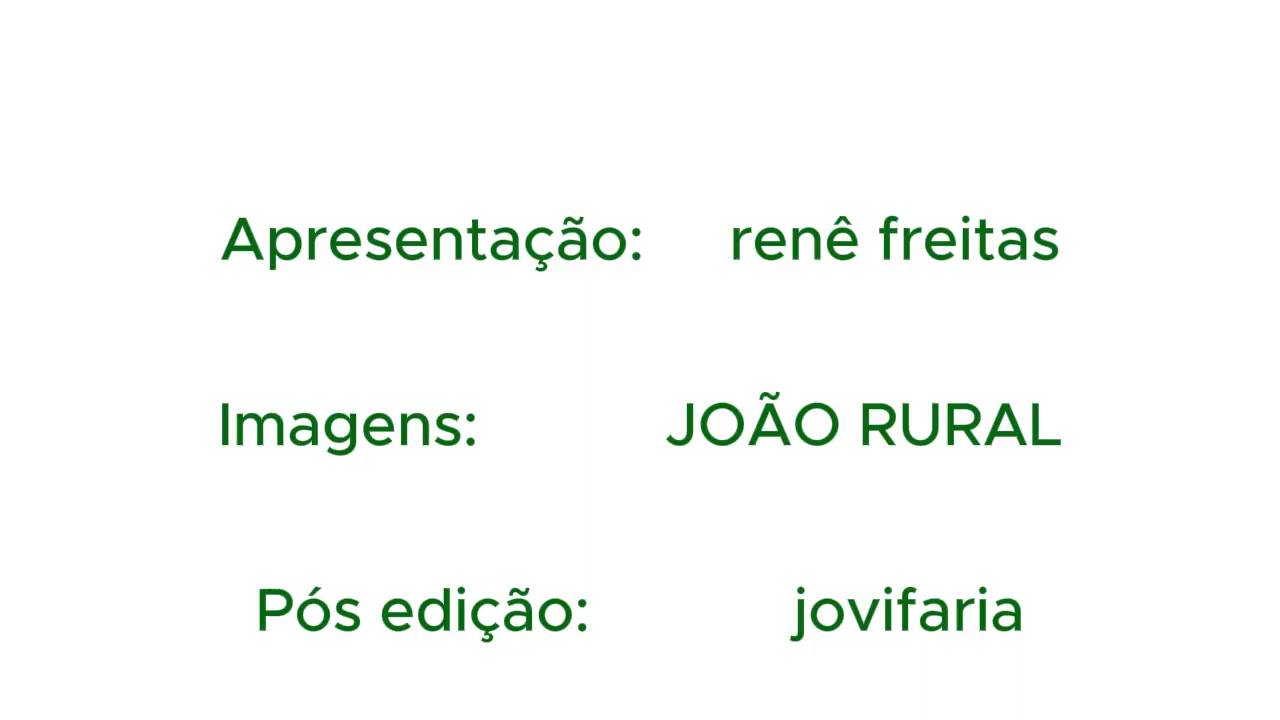 Apresentação: renê freitas
Imagens: JOÃO RURAL
Pós edição: jovifaria